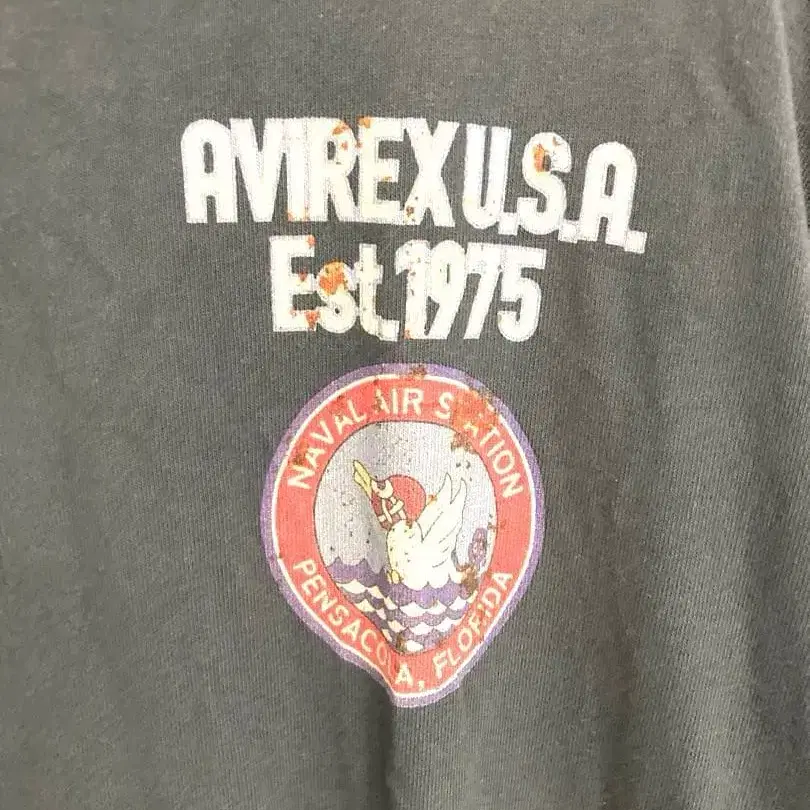 AVIREX U.S.A.
Est. 1975
NAVAL AIR STATION
PENSACOLA, FLORIDA